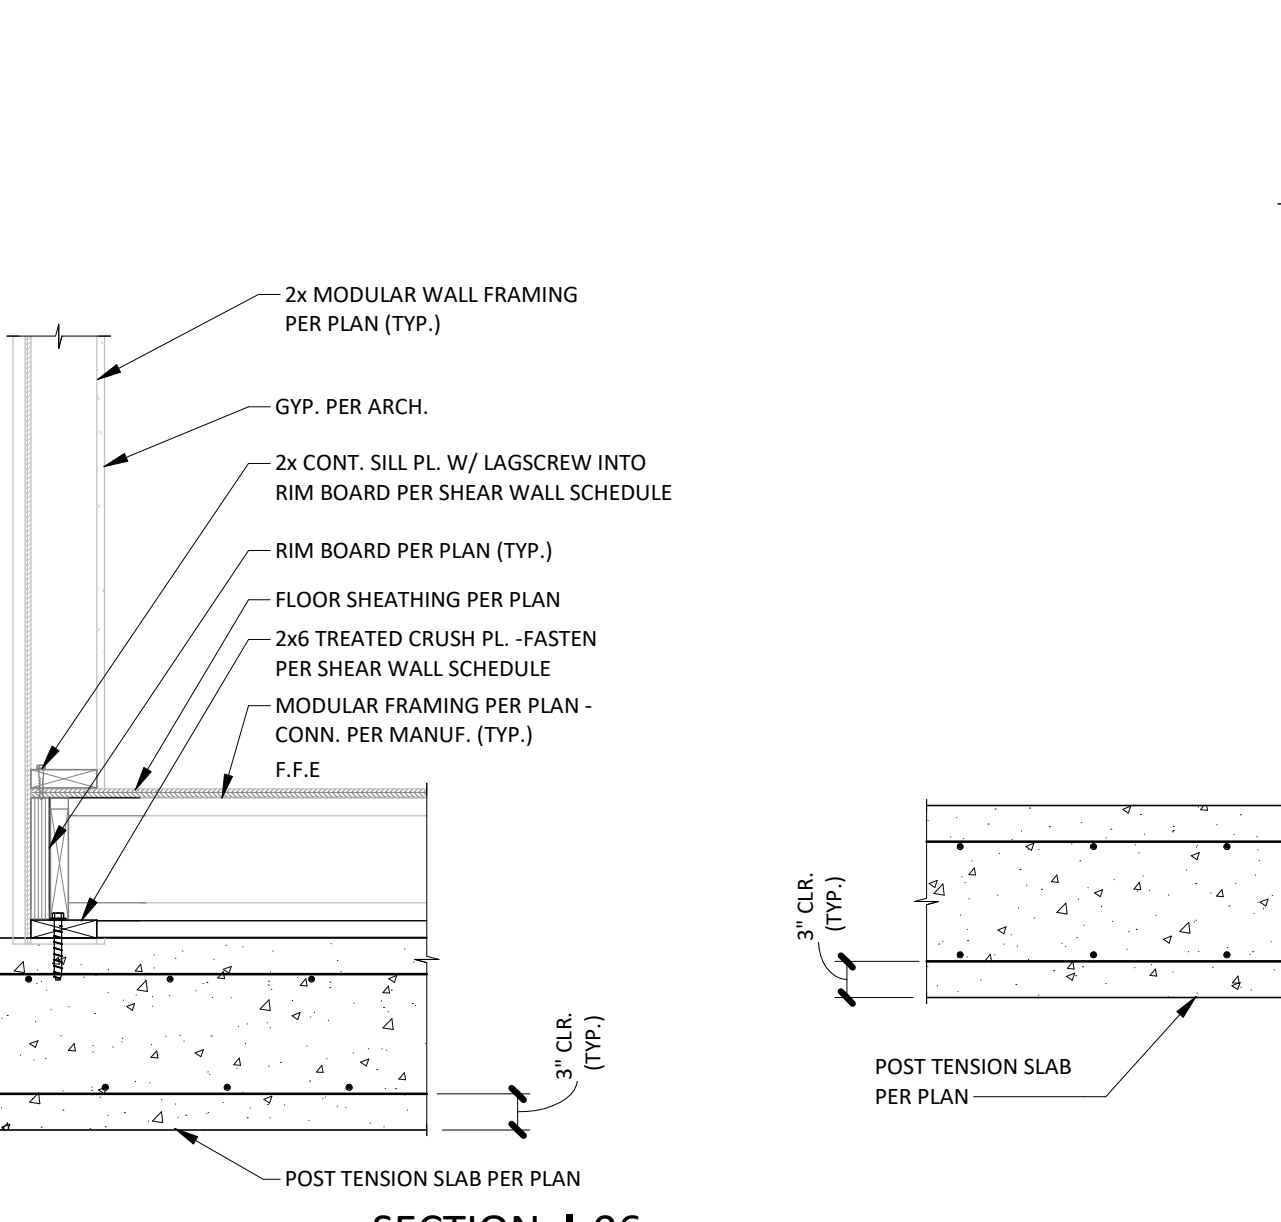 2x MODULAR WALL FRAMING
PER PLAN (TYP.)
GYP. PER ARCH.
2x CONT. SILL PL. W/ LAGSCREW INTO
RIM BOARD PER SHEAR WALL SCHEDULE
RIM BOARD PER PLAN (TYP.)
FLOOR SHEATHING PER PLAN
2x6 TREATED CRUSH PL. -FASTEN
PER SHEAR WALL SCHEDULE
MODULAR FRAMING PER PLAN -
CONN. PER MANUF. (TYP.)
F.F.E
3" CLR.
(TYP.)
POST TENSION SLAB PER PLAN
3" CLR.
(TYP.)
POST TENSION SLAB
PER PLAN
SECTION